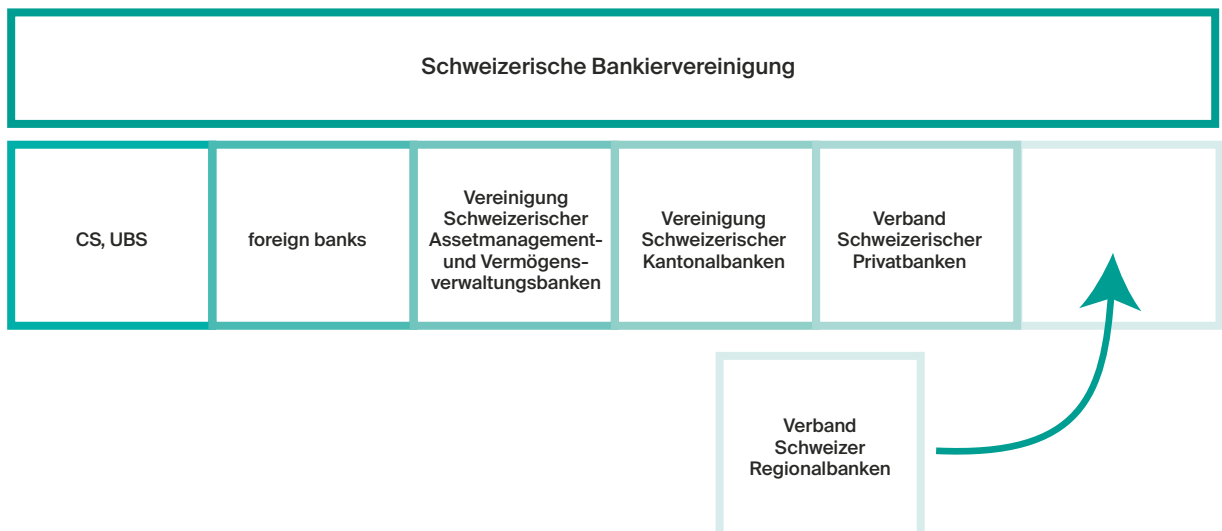 Schweizerische Bankiervereinigung
CS, UBS
foreign banks
Vereinigung
Schweizerischer
Assetmanagement-
und Vermögens-
verwaltungsbanken
Vereinigung
Schweizerischer
Kantonalbanken
Verband
Schweizerischer
Privatbanken
Verband
Schweizer
Regionalbanken